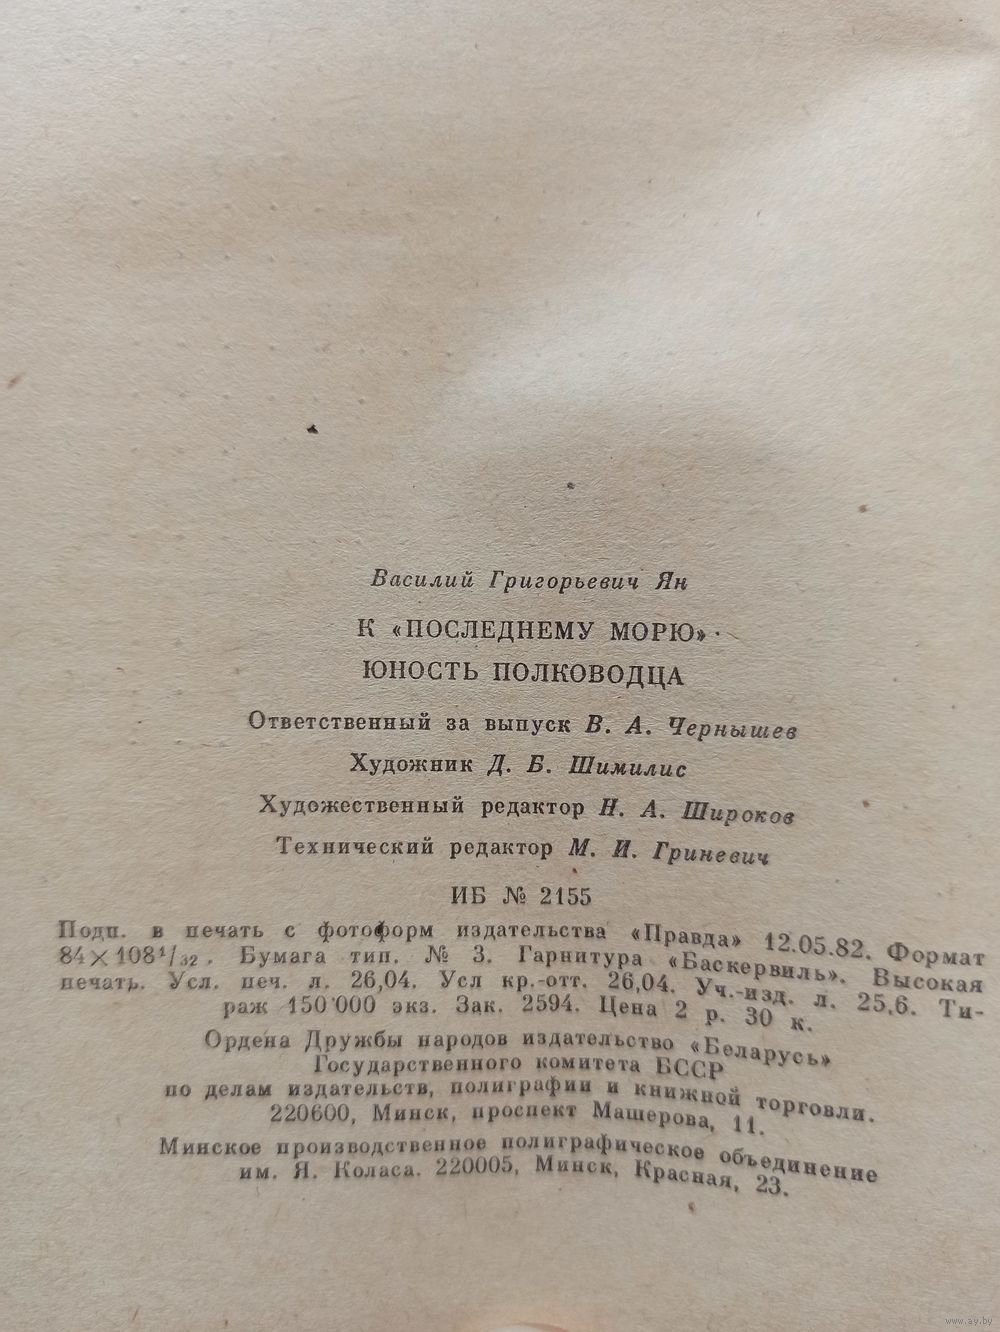 Василий Григорьевич Ян
К «ПОСЛЕДНЕМУ МОРЮ» ·
ЮНОСТЬ ПОЛКОВОДЦА
Ответственный за выпуск В. А. Чернышев
Художник Д. Б. Шимилис
Художественный редактор Н. А. Широков
Технический редактор М. И. Гриневич
ИБ № 2155
Подп. в печать с фотоформ издательства «Правда» 12.05.82. Формат
84×108¹/₃₂. Бумага тип. № 3. Гарнитура «Баскервиль». Высокая
печать. Усл. печ. л. 26,04. Усл кр.-отт. 26,04. Уч.-изд. л. 25,6. Ти-
раж 150 000 экз. Зак. 2594. Цена 2 р. 30 к.
Ордена Дружбы народов издательство «Беларусь»
Государственного комитета БССР
по делам издательств, полиграфии и книжной торговли.
220600, Минск, проспект Машерова, 11.
Минское производственное полиграфическое объединение
им. Я. Коласа. 220005, Минск, Красная, 23.
www.ay.by